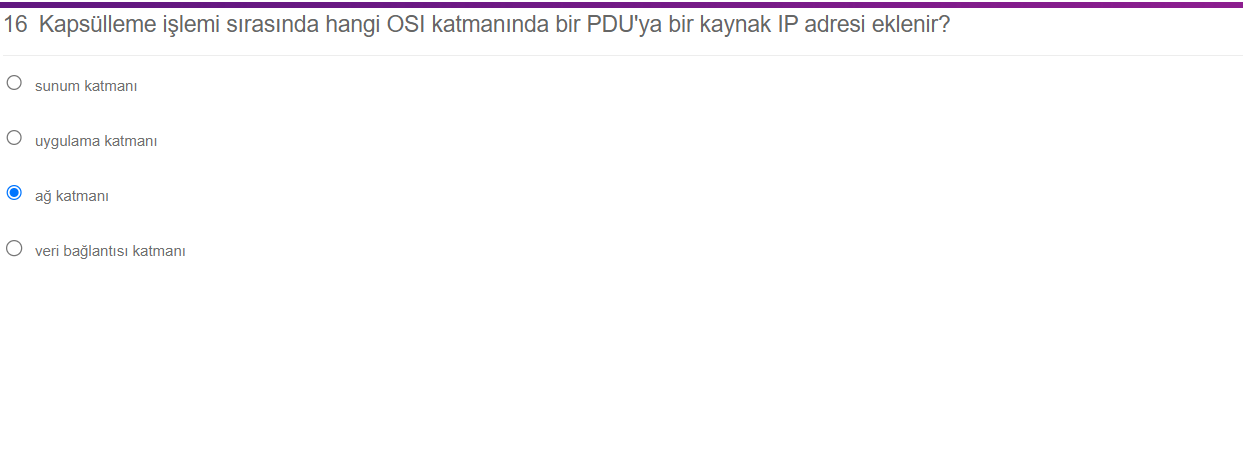 16 Kapsülleme işlemi sırasında hangi OSI katmanında bir PDU'ya bir kaynak IP adresi eklenir?
sunum katmanı
uygulama katmanı
ağ katmanı
veri bağlantısı katmanı